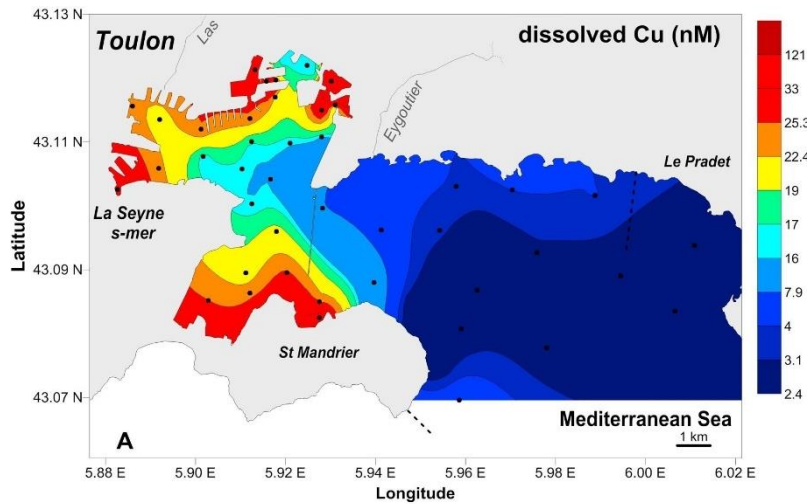 Toulon
Las
dissolved Cu (nM)
Eygoutier
Le Pradet
La Seyne
s-mer
St Mandrier
Mediterranean Sea
1 km
A
Latitude
43.13 N
43.11 N
43.09 N
43.07 N
5.88 E 5.90 E 5.92 E 5.94 E 5.96 E 5.98 E 6.00 E 6.02 E
Longitude
121
33
25.3
22.4
19
17
16
7.9
4
3.1
2.4